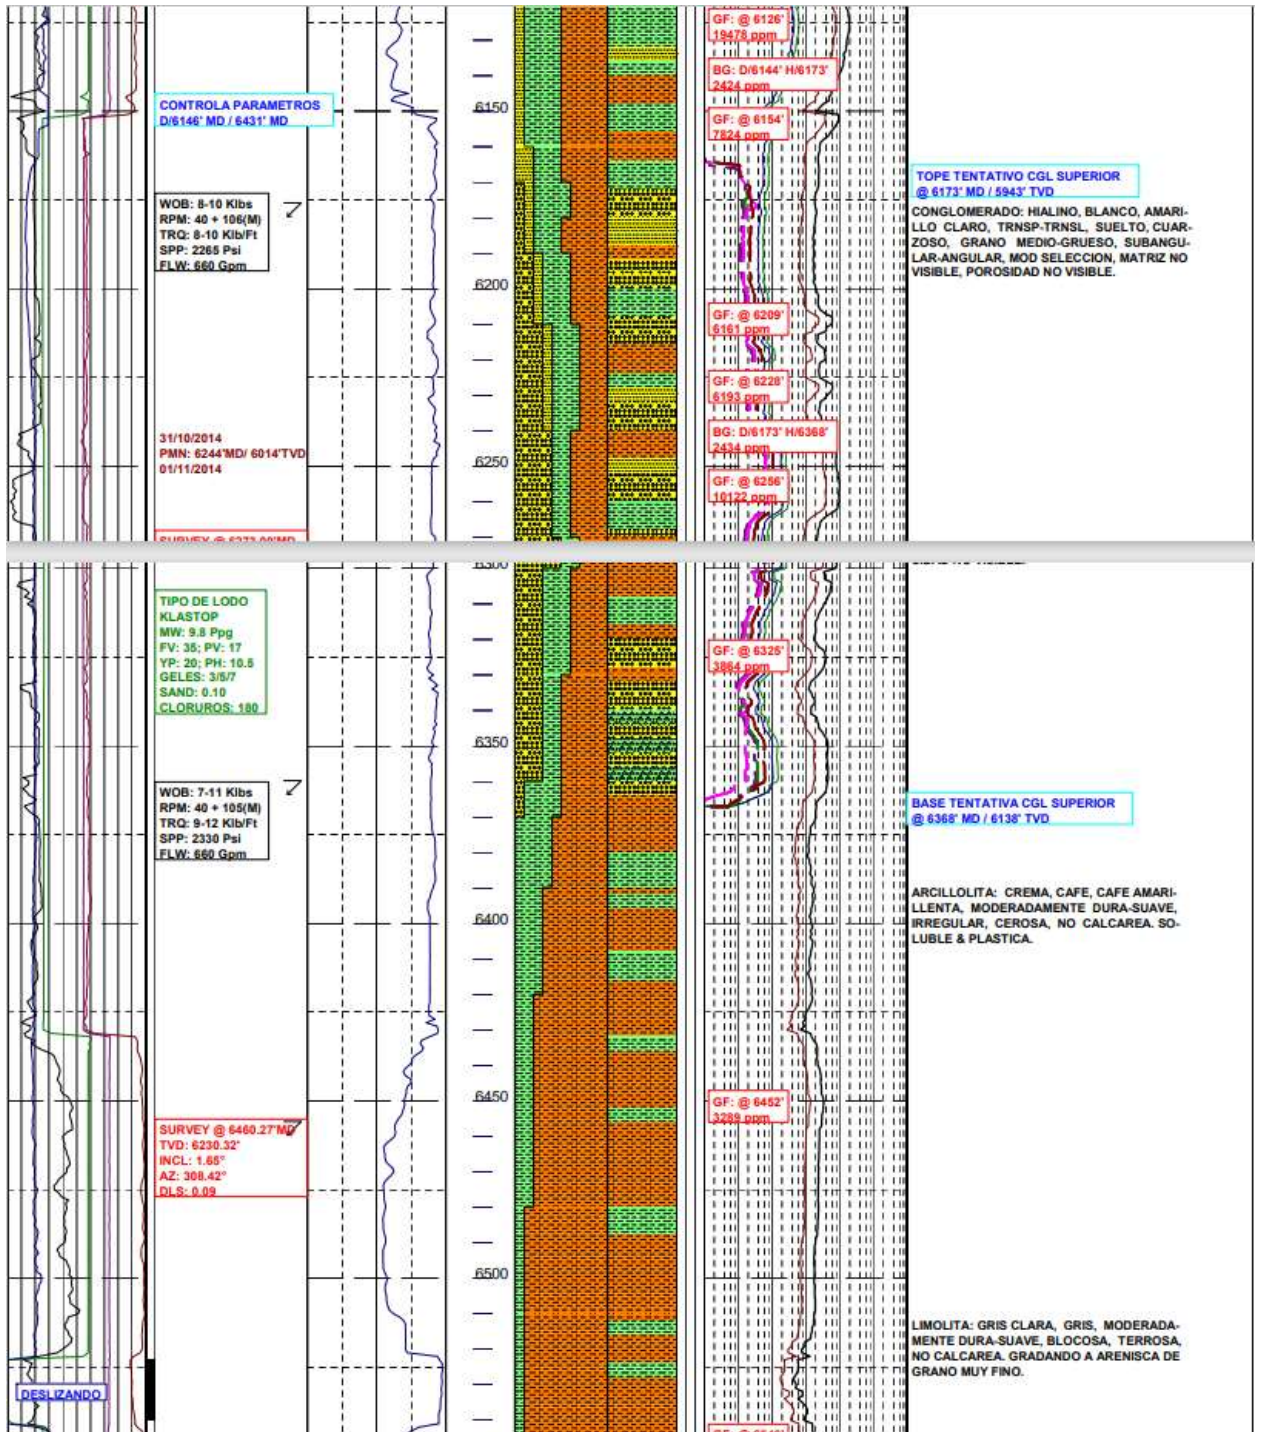 GF: @ 6126'
19478 ppm
BG: D/6144' H/6173'
2424 ppm
CONTROLA PARAMETROS
D/6146' MD / 6431' MD
6150
GF: @ 6154'
7824 ppm
TOPE TENTATIVO CGL SUPERIOR
@ 6173' MD / 5943' TVD
CONGLOMERADO: HIALINO, BLANCO, AMARI-
LLO CLARO, TRNSP-TRNSL, SUELTO, CUAR-
ZOSO, GRANO MEDIO-GRUESO, SUBANGU-
LAR-ANGULAR, MOD SELECCION, MATRIZ NO
VISIBLE, POROSIDAD NO VISIBLE.
WOB: 8-10 Klbs
RPM: 40 + 106(M)
TRQ: 8-10 Klb/Ft
SPP: 2265 Psi
FLW: 660 Gpm
6200
GF: @ 6209'
6161 ppm
GF: @ 6228'
6193 ppm
BG: D/6173' H/6368'
2434 ppm
31/10/2014
PMN: 6244'MD/ 6014'TVD
01/11/2014
6250
GF: @ 6256'
10122 ppm
SURVEY @ 6273.00'MD
6300
TIPO DE LODO
KLASTOP
MW: 9.8 Ppg
FV: 35; PV: 17
YP: 20; PH: 10.5
GELES: 3/5/7
SAND: 0.10
CLORUROS: 180
GF: @ 6325'
3864 ppm
6350
WOB: 7-11 Klbs
RPM: 40 + 105(M)
TRQ: 9-12 Klb/Ft
SPP: 2330 Psi
FLW: 660 Gpm
BASE TENTATIVA CGL SUPERIOR
@ 6368' MD / 6138' TVD
ARCILLOLITA: CREMA, CAFE, CAFE AMARI-
LLENTA, MODERADAMENTE DURA-SUAVE,
IRREGULAR, CEROSA, NO CALCAREA. SO-
LUBLE & PLASTICA.
6400
6450
GF: @ 6452'
3289 ppm
SURVEY @ 6460.27'MD
TVD: 6230.32'
INCL: 1.65°
AZ: 308.42°
DLS: 0.09
6500
LIMOLITA: GRIS CLARA, GRIS, MODERADA-
MENTE DURA-SUAVE, BLOCOSA, TERROSA,
NO CALCAREA. GRADANDO A ARENISCA DE
GRANO MUY FINO.
DESLIZANDO